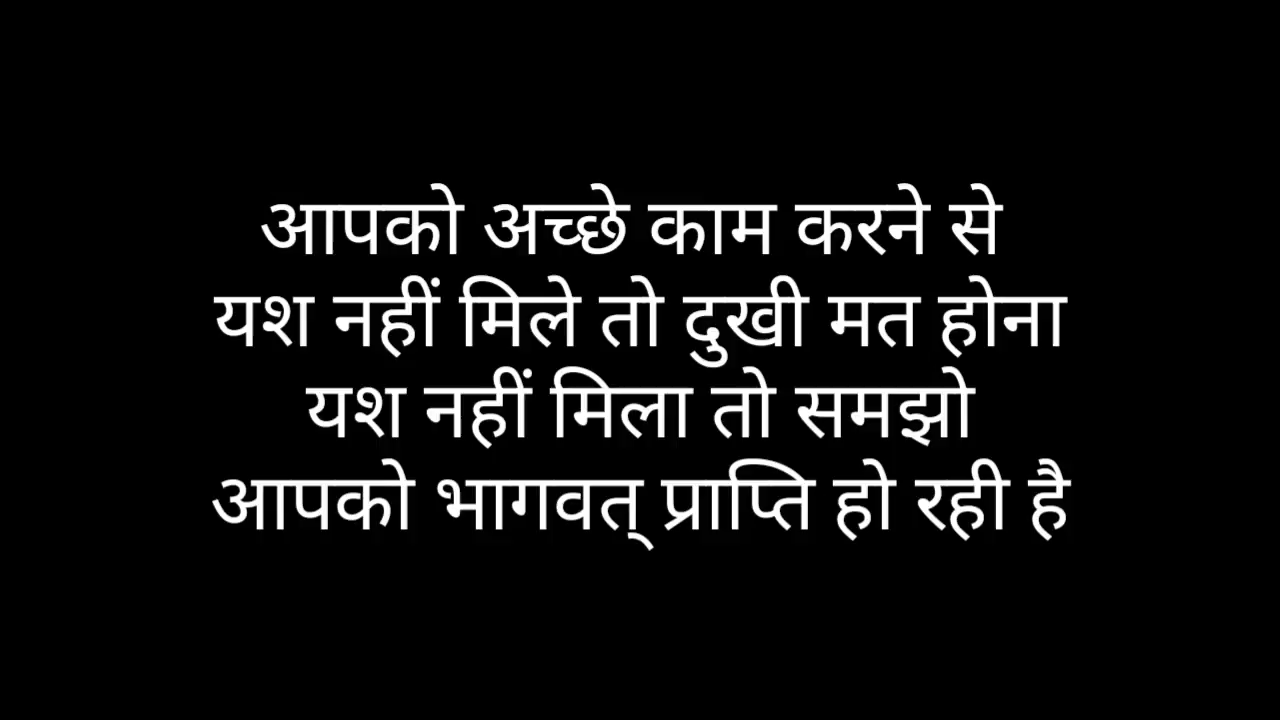 आपको अच्छे काम करने से
यश नहीं मिले तो दुखी मत होना
यश नहीं मिला तो समझो
आपको भागवत् प्राप्ति हो रही है